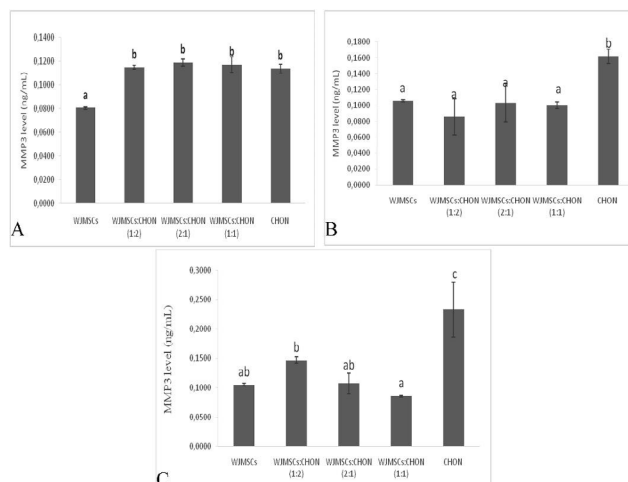 MMP3 level (ng/mL)
0,1400
0,1200
0,1000
0,0800
0,0600
0,0400
0,0200
0,0000
a
b
b
b
b
WJMSCs
WJMSCs:CHON
(1:2)
WJMSCs:CHON
(2:1)
WJMSCs:CHON
(1:1)
CHON
A
MMP3 level (ng/mL)
0,1800
0,1600
0,1400
0,1200
0,1000
0,0800
0,0600
0,0400
0,0200
0,0000
a
a
a
a
b
WJMSCs
WJMSCs:CHON
(1:2)
WJMSCs:CHON
(2:1)
WJMSCs:CHON
(1:1)
CHON
B
MMP3 level (ng/mL)
0,3000
0,2500
0,2000
0,1500
0,1000
0,0500
0,0000
ab
b
ab
a
c
WJMSCs
WJMSCs:CHON
(1:2)
WJMSCs:CHON
(2:1)
WJMSCs:CHON
(1:1)
CHON
C